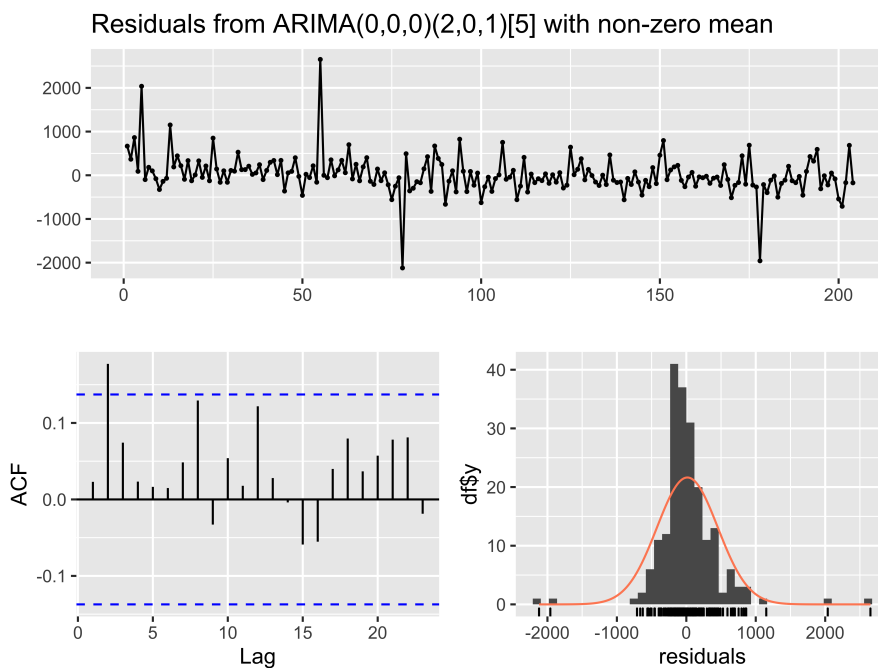 Residuals from ARIMA(0,0,0)(2,0,1)[5] with non-zero mean
2000
1000
0
-1000
-2000
0 50 100 150 200
ACF
0.1
0.0
-0.1
0 5 10 15 20
Lag
df$y
40
30
20
10
0
-2000 -1000 0 1000 2000
residuals